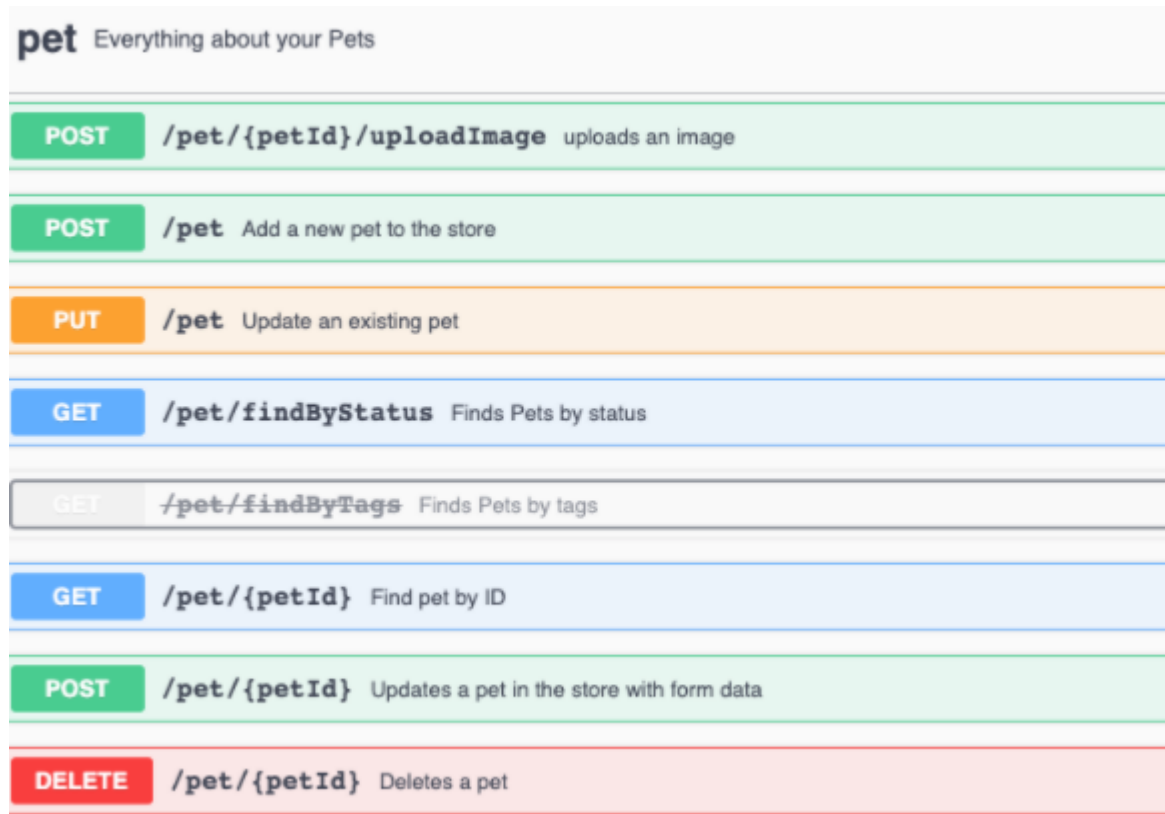 pet Everything about your Pets
POST /pet/{petId}/uploadImage uploads an image
POST /pet Add a new pet to the store
PUT /pet Update an existing pet
GET /pet/findByStatus Finds Pets by status
GET /pet/findByTags Finds Pets by tags
GET /pet/{petId} Find pet by ID
POST /pet/{petId} Updates a pet in the store with form data
DELETE /pet/{petId} Deletes a pet